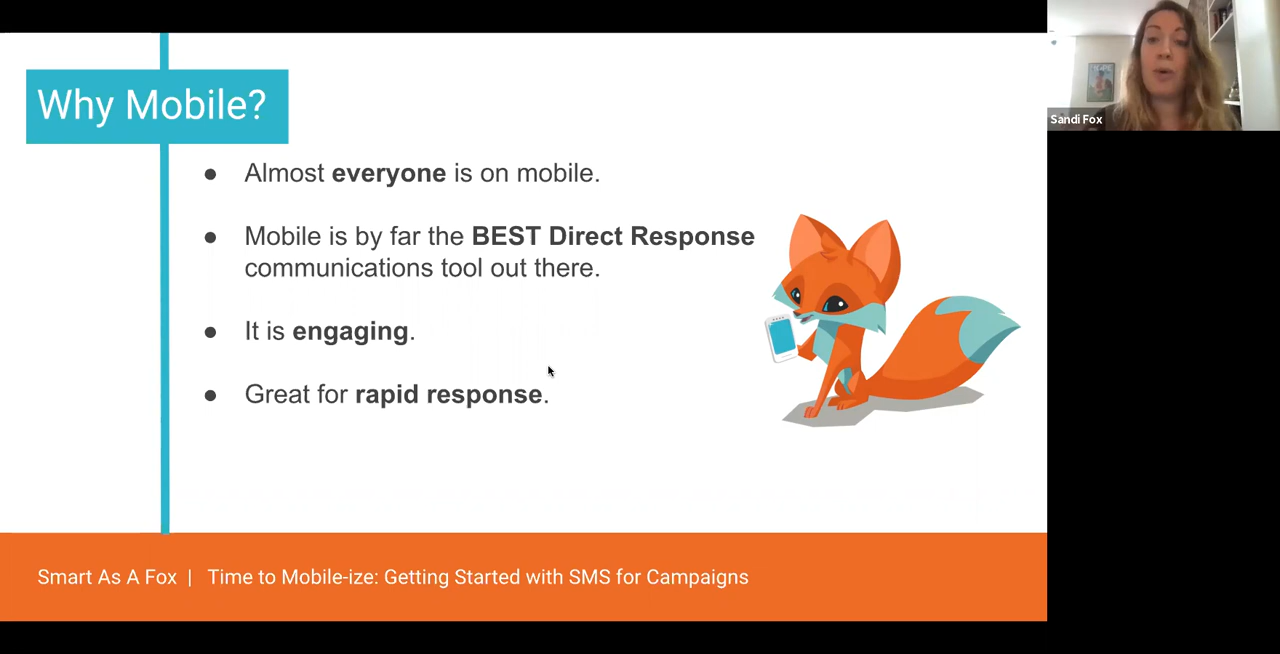 Why Mobile?
● Almost everyone is on mobile.
● Mobile is by far the BEST Direct Response
communications tool out there.
● It is engaging.
● Great for rapid response.
Smart As A Fox | Time to Mobile-ize: Getting Started with SMS for Campaigns
Sandi Fox